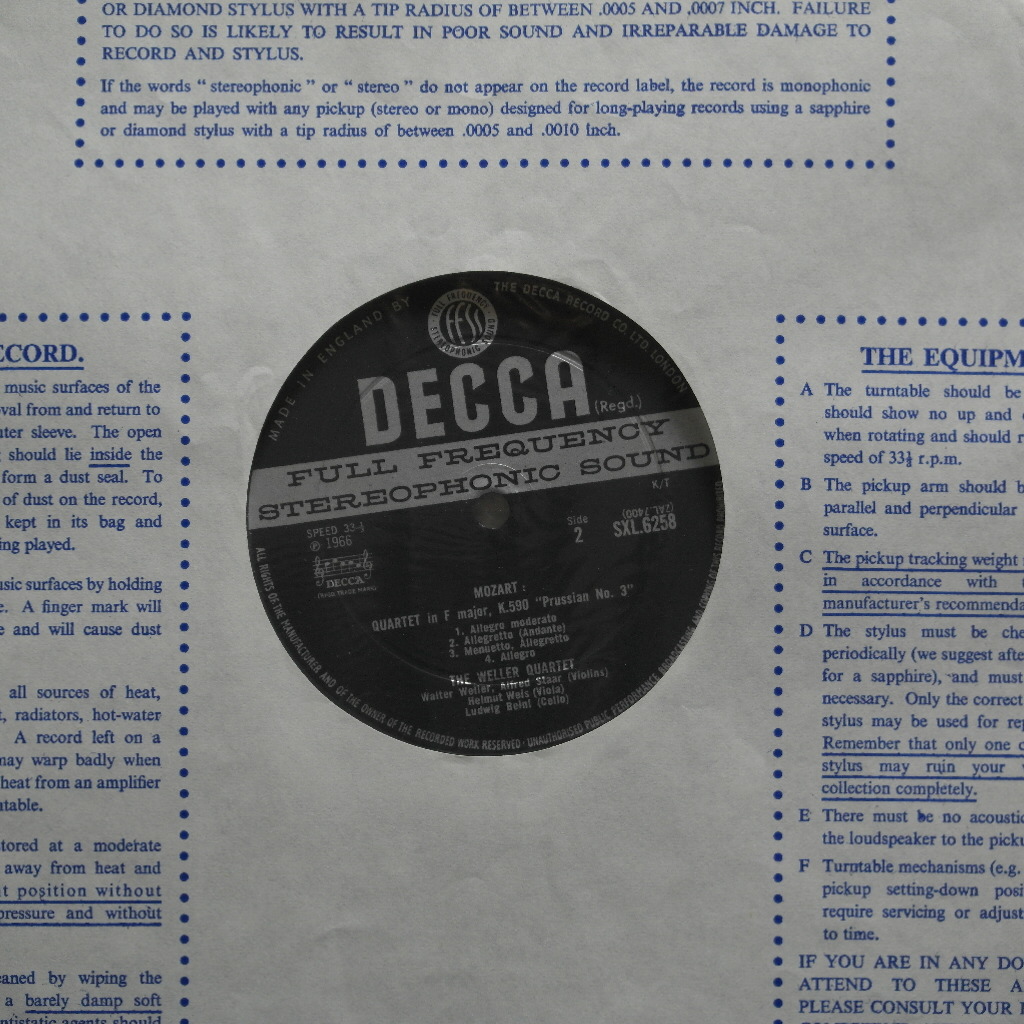 OR DIAMOND STYLUS WITH A TIP RADIUS OF BETWEEN .0005 AND .0007 INCH. FAILURE
TO DO SO IS LIKELY TO RESULT IN POOR SOUND AND IRREPARABLE DAMAGE TO
RECORD AND STYLUS.
If the words “ stereophonic ” or “ stereo ” do not appear on the record label, the record is monophonic
and may be played with any pickup (stereo or mono) designed for long-playing records using a sapphire
or diamond stylus with a tip radius of between .0005 and .0010 inch.
ECORD.
music surfaces of the
oval from and return to
uter sleeve. The open
should lie inside the
form a dust seal. To
of dust on the record,
kept in its bag and
ing played.
usic surfaces by holding
e. A finger mark will
e and will cause dust
all sources of heat,
t, radiators, hot-water
A record left on a
may warp badly when
heat from an amplifier
ntable.
tored at a moderate
away from heat and
t position without
pressure and without
eaned by wiping the
a barely damp soft
ntistatic agents should
MADE IN ENGLAND BY
THE DECCA RECORD CO. LTD. LONDON
FULL FREQUENCY
FFSS
STEREOPHONIC SOUND
DECCA
(Regd.)
FULL FREQUENCY
STEREOPHONIC SOUND
K/T
SPEED 33⅓
℗ 1966
DECCA
Side
2
(ZAL.7400)
SXL.6258
MOZART :
QUARTET in F major, K.590 "Prussian No. 3"
1. Allegro moderato
2. Allegretto (Andante)
3. Menuetto, Allegretto
4. Allegro
THE WELLER QUARTET
Walter Weller, Alfred Staar (Violins)
Helmut Weis (Viola)
Ludwig Beinl (Cello)
ALL RIGHTS OF THE MANUFACTURER AND OF THE OWNER OF THE RECORDED WORK RESERVED · UNAUTHORISED PUBLIC PERFORMANCE BROADCASTING AND COPYING OF
THE EQUIPM
A The turntable should be
should show no up and
when rotating and should r
speed of 33⅓ r.p.m.
B The pickup arm should b
parallel and perpendicular
surface.
C The pickup tracking weight
in accordance with
manufacturer's recommenda
D The stylus must be che
periodically (we suggest afte
for a sapphire), and must
necessary. Only the correct
stylus may be used for rep
Remember that only one
stylus may ruin your
collection completely.
E There must be no acoustic
the loudspeaker to the picku
F Turntable mechanisms (e.g.
pickup setting-down posi
require servicing or adjust
to time.
IF YOU ARE IN ANY DO
ATTEND TO THESE A
PLEASE CONSULT YOUR